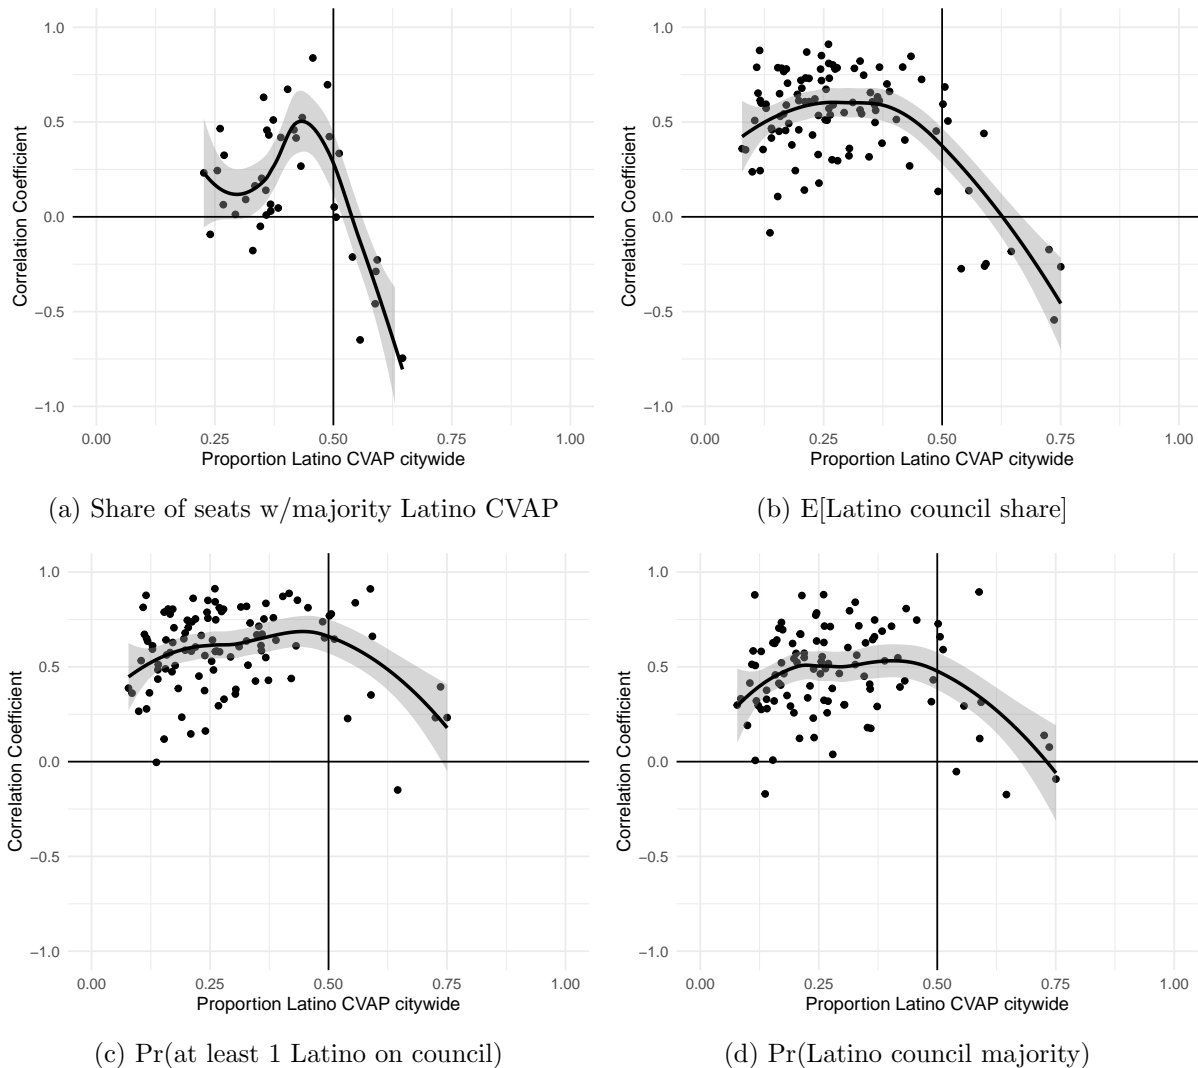 1.0
0.5
0.0
−0.5
−1.0
Correlation Coefficient
0.00 0.25 0.50 0.75 1.00
Proportion Latino CVAP citywide
(a) Share of seats w/majority Latino CVAP
1.0
0.5
0.0
−0.5
−1.0
Correlation Coefficient
0.00 0.25 0.50 0.75 1.00
Proportion Latino CVAP citywide
(b) E[Latino council share]
1.0
0.5
0.0
−0.5
−1.0
Correlation Coefficient
0.00 0.25 0.50 0.75 1.00
Proportion Latino CVAP citywide
(c) Pr(at least 1 Latino on council)
1.0
0.5
0.0
−0.5
−1.0
Correlation Coefficient
0.00 0.25 0.50 0.75 1.00
Proportion Latino CVAP citywide
(d) Pr(Latino council majority)